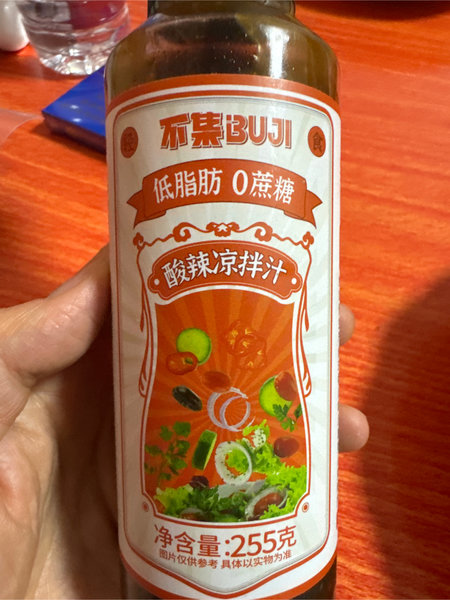 不集BUJI
低脂肪 0蔗糖
酸辣凉拌汁
净含量:255克
图片仅供参考 具体以实物为准